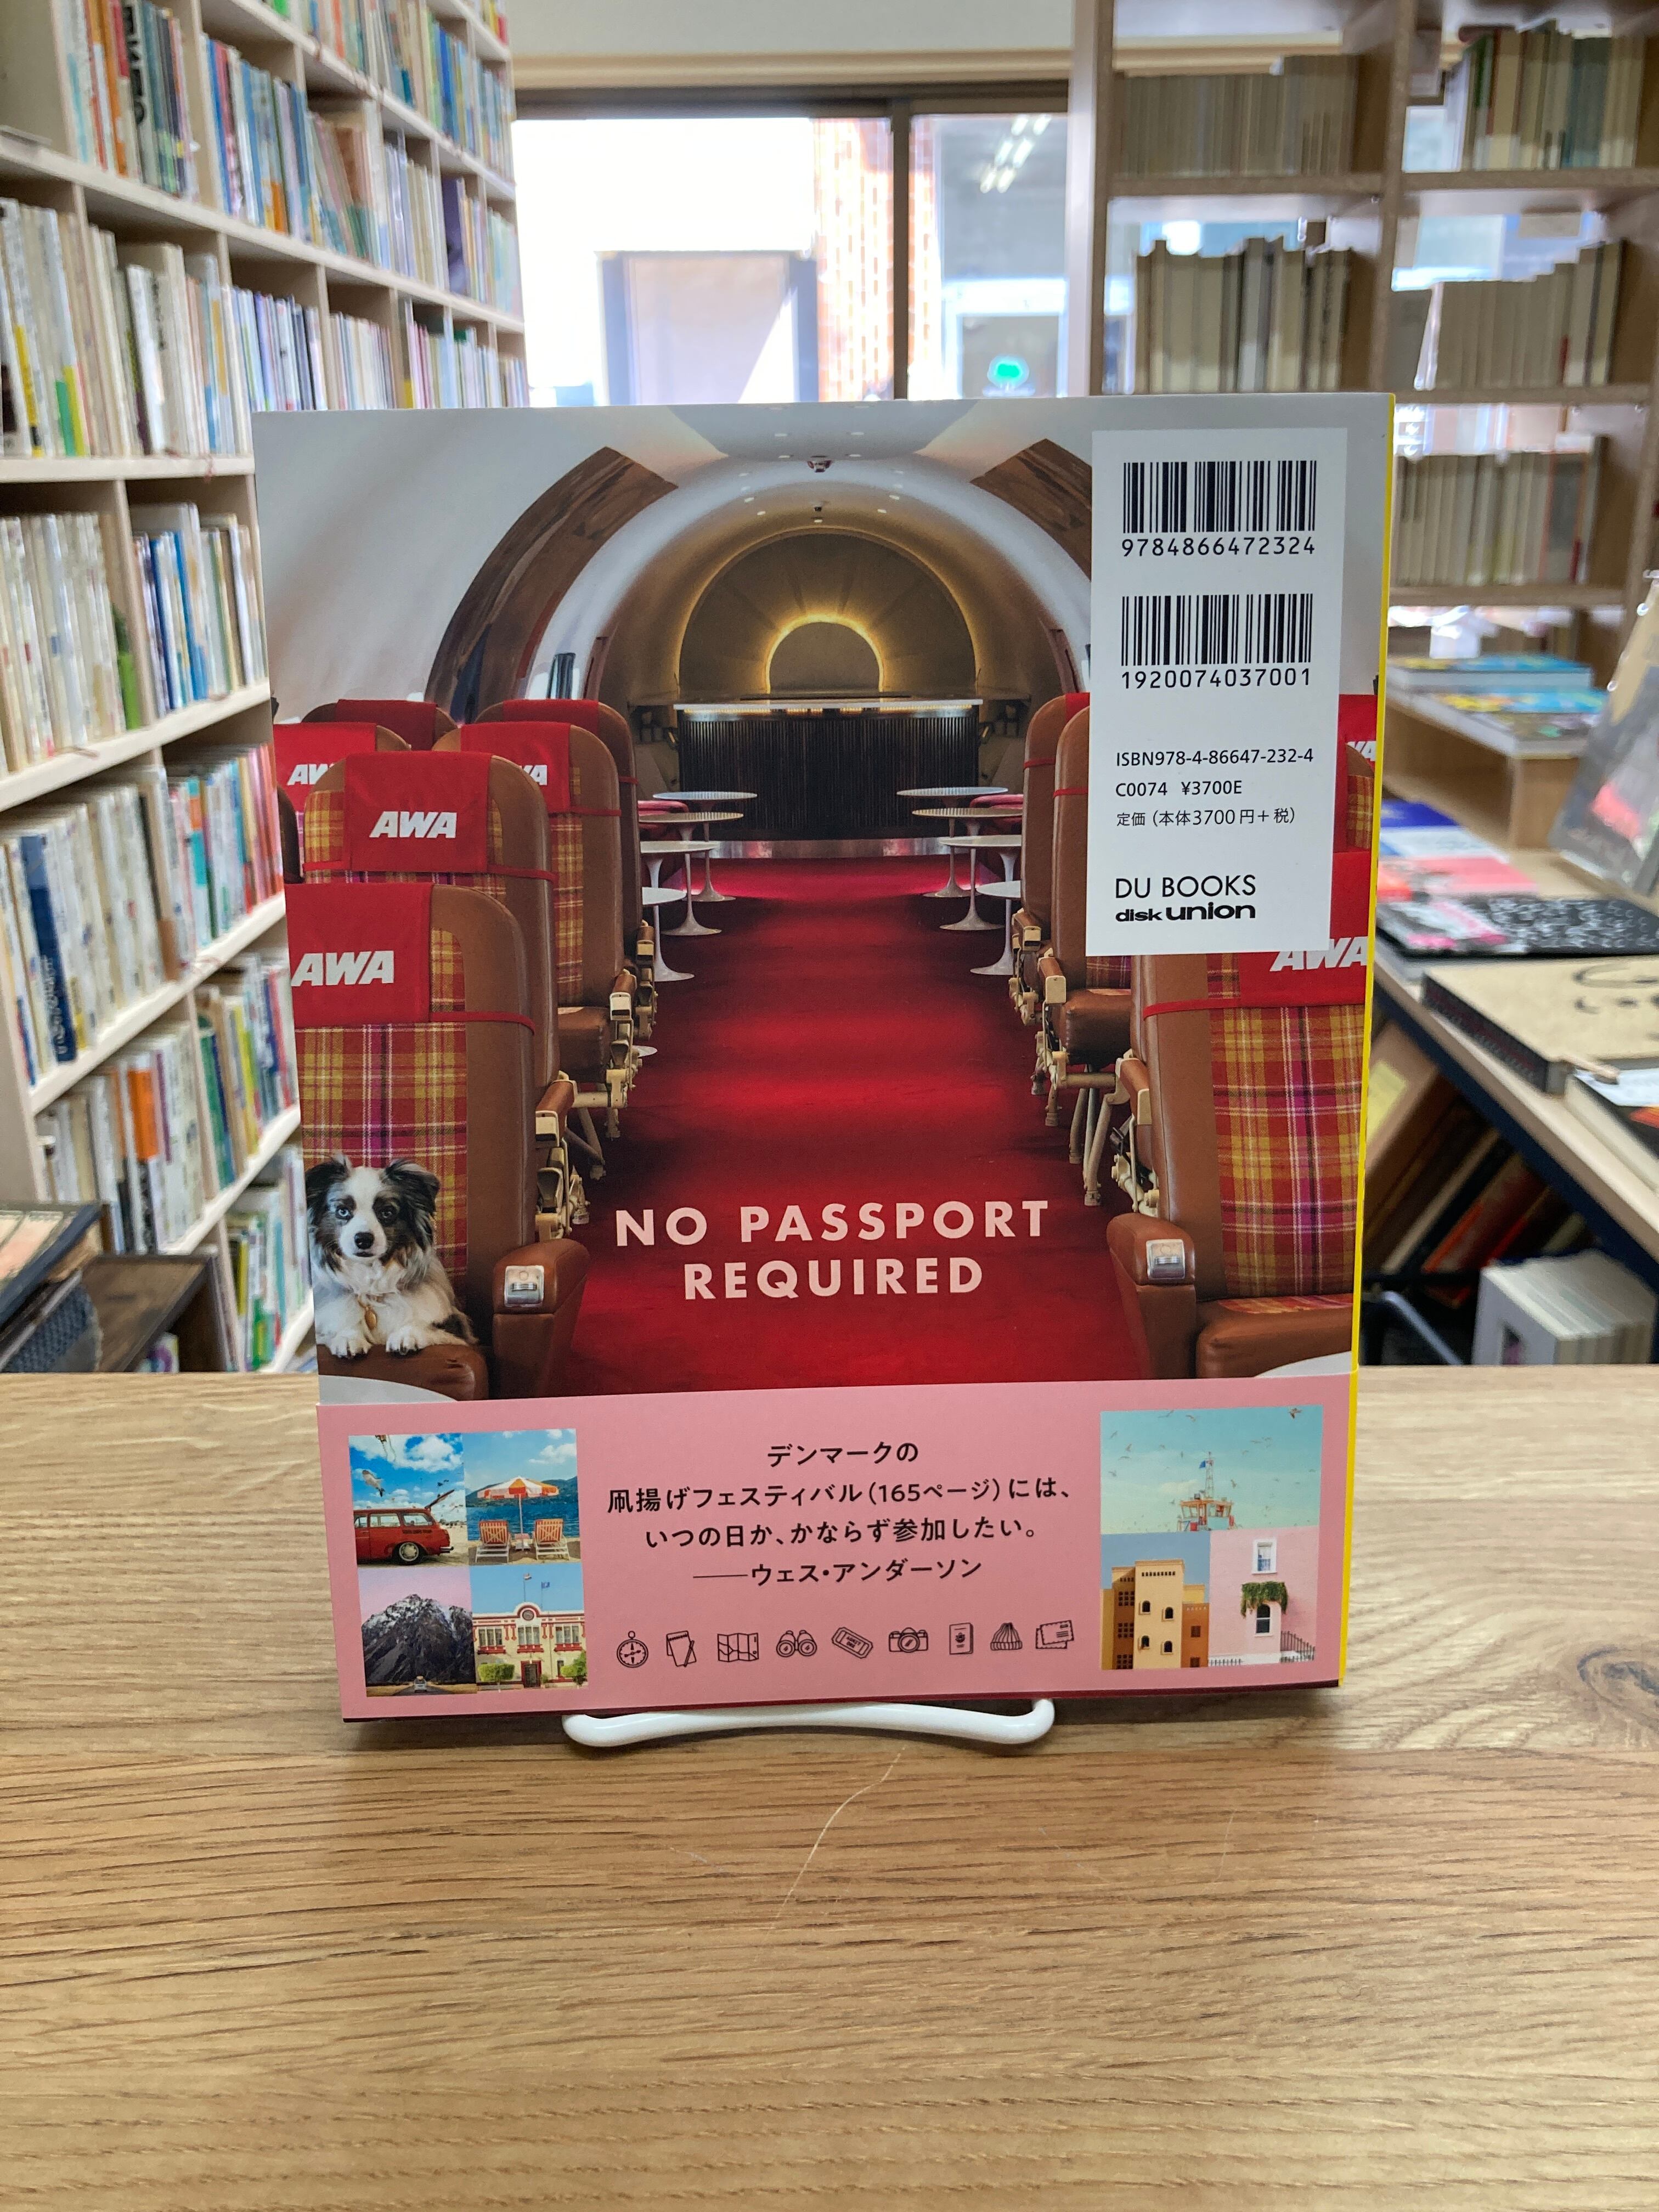 9784866472324
1920074037001
ISBN978-4-86647-232-4
C0074 ¥3700E
定価（本体3700円＋税）
DU BOOKS
disk union
AWA
AWA
AWA
AWA
AWA
NO PASSPORT
REQUIRED
デンマークの
凧揚げフェスティバル（165ページ）には、
いつの日か、かならず参加したい。
――ウェス・アンダーソン